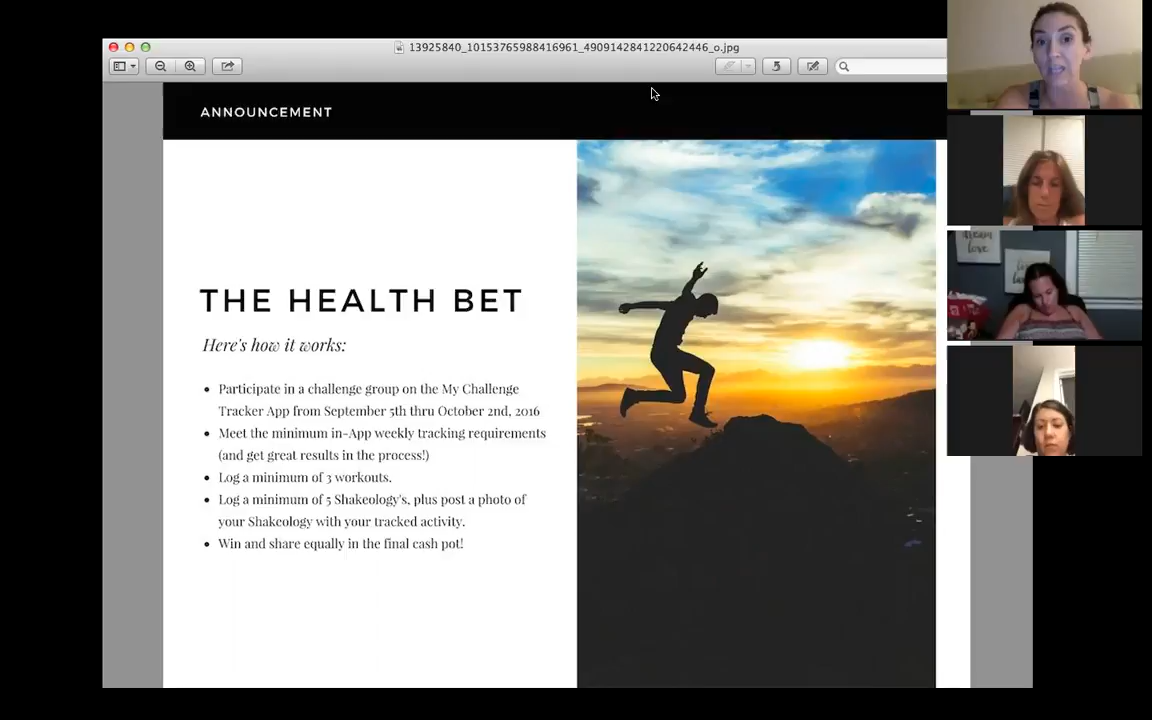 13925840_10153765988416961_4909142841220642446_o.jpg
ANNOUNCEMENT
THE HEALTH BET
Here's how it works:
Participate in a challenge group on the My Challenge
Tracker App from September 5th thru October 2nd, 2016
Meet the minimum in-App weekly tracking requirements
(and get great results in the process!)
Log a minimum of 3 workouts.
Log a minimum of 5 Shakeology's, plus post a photo of
your Shakeology with your tracked activity.
Win and share equally in the final cash pot!
dream
love